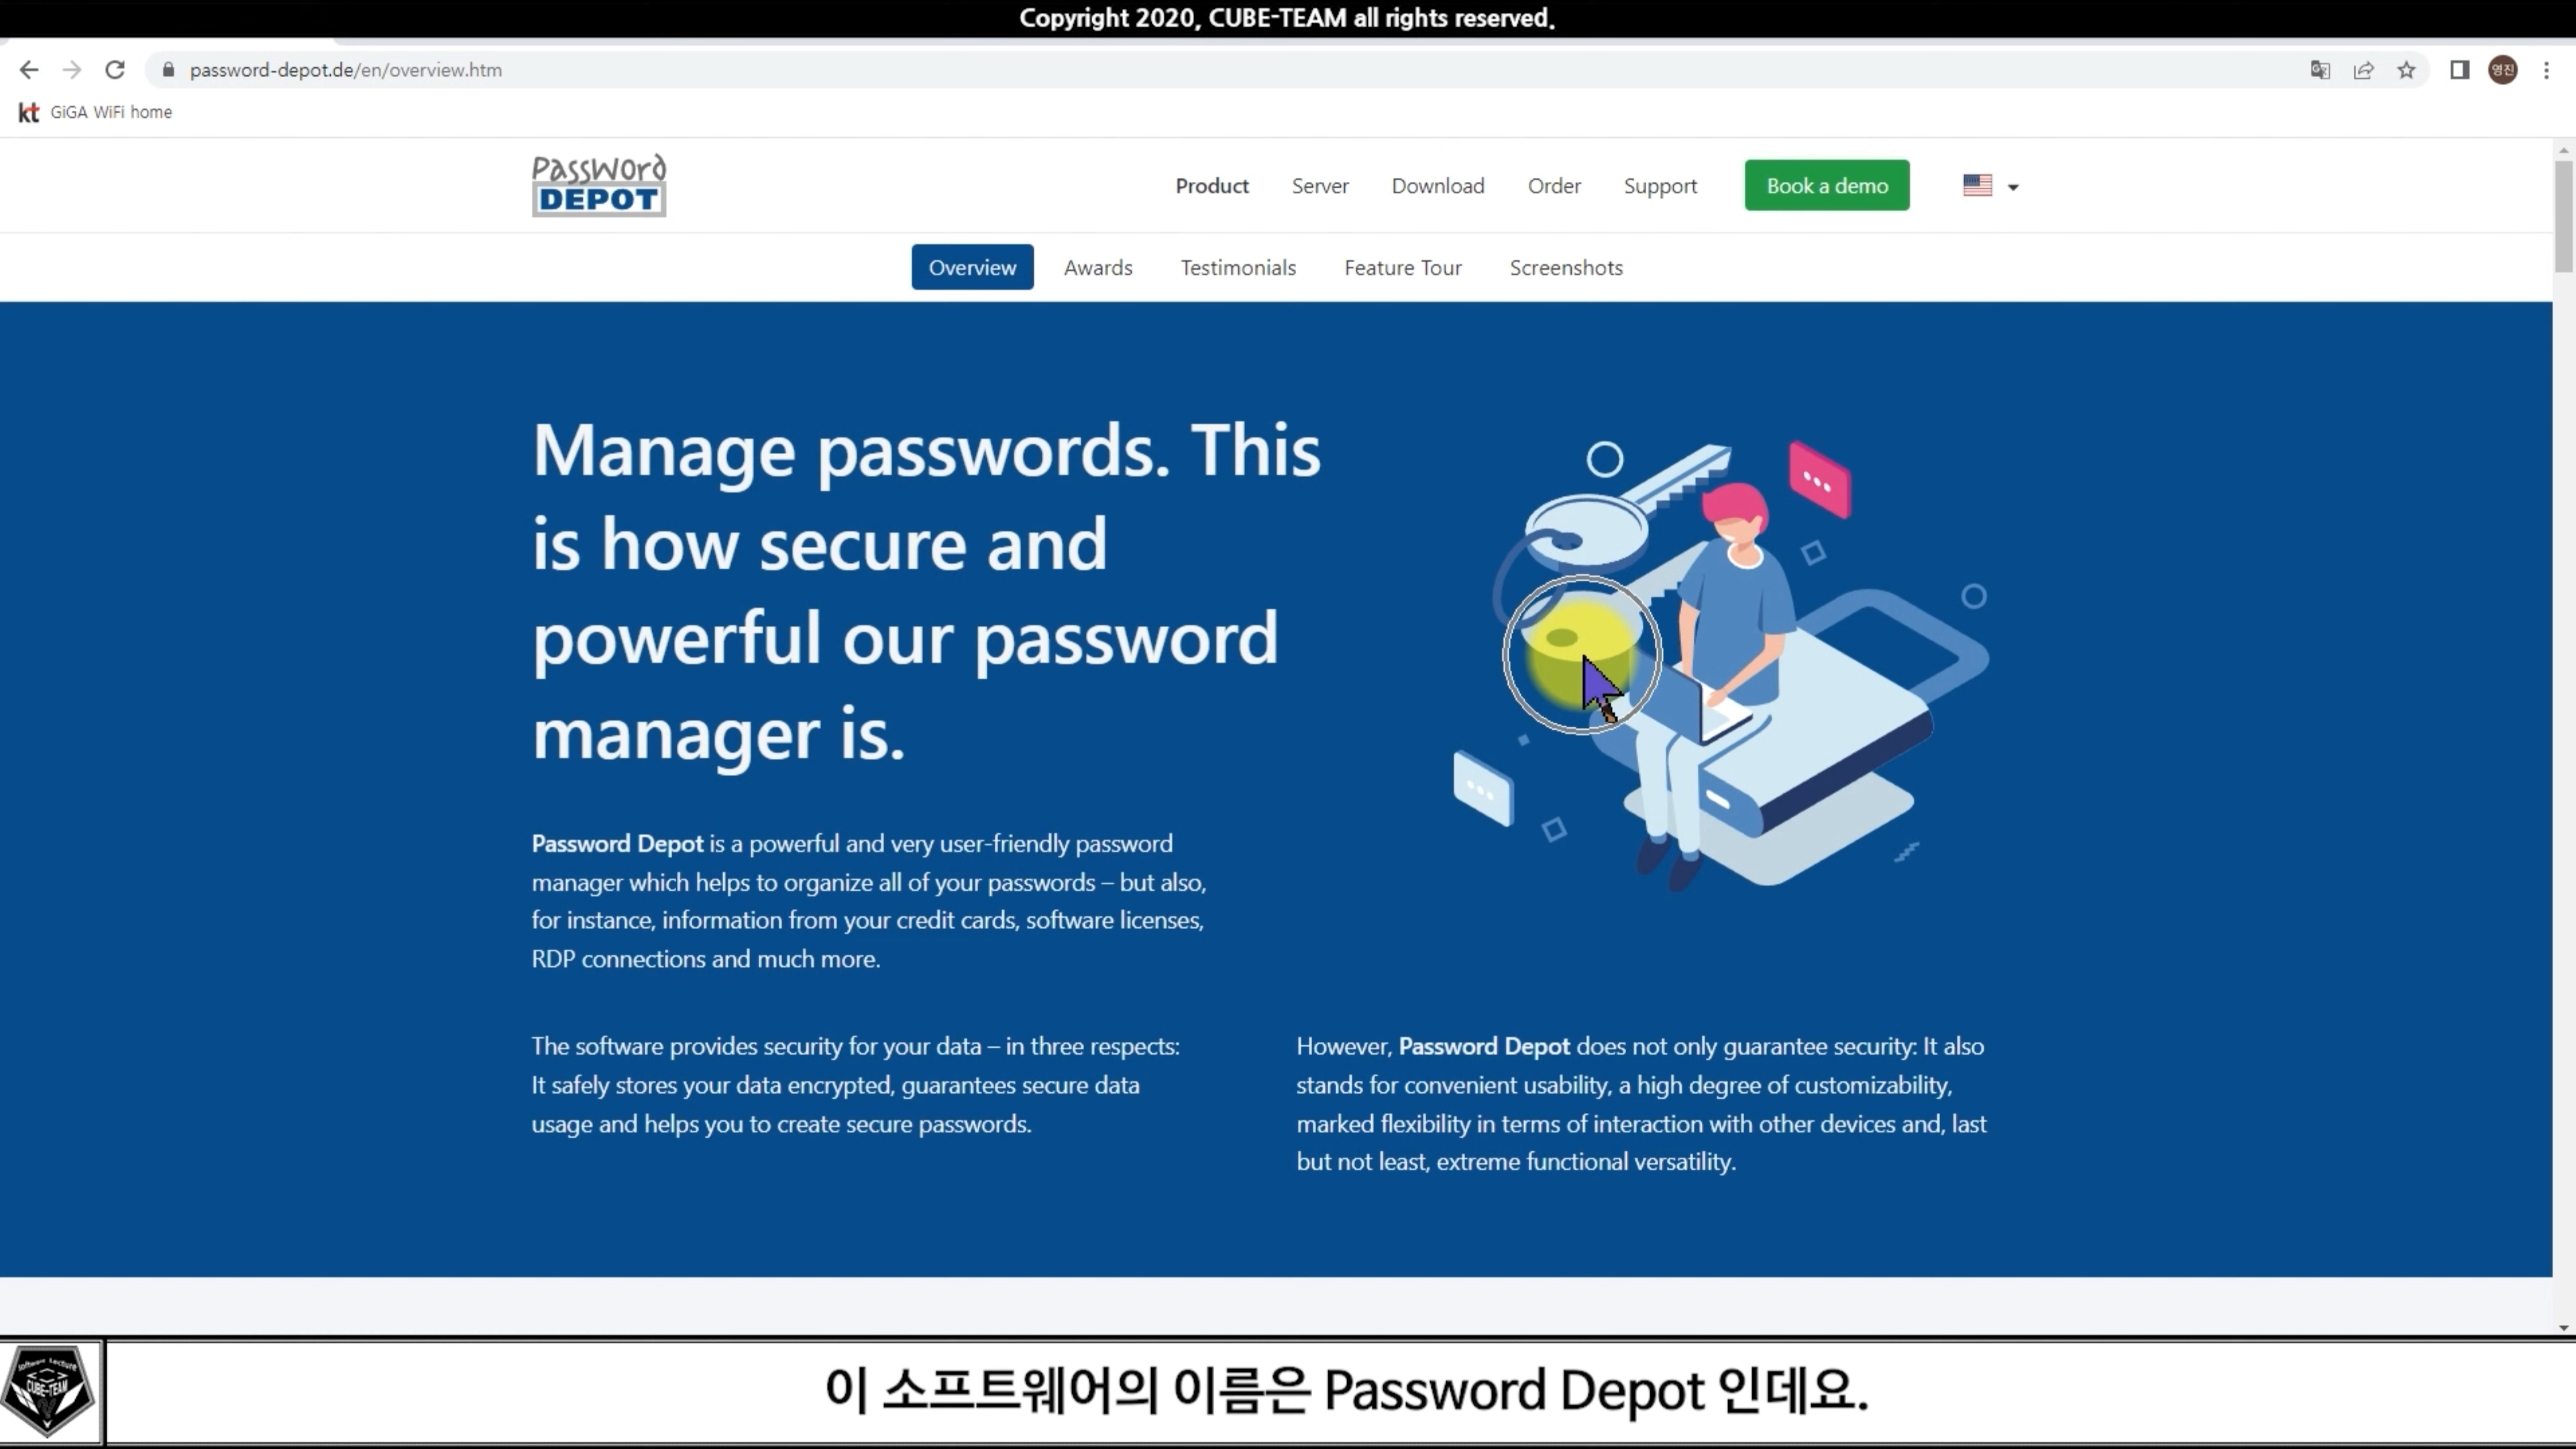 Copyright 2020, CUBE-TEAM all rights reserved.
password-depot.de/en/overview.htm
영진
kt GiGA WiFi home
PassWord
DEPOT
Product Server Download Order Support Book a demo
Overview Awards Testimonials Feature Tour Screenshots
Manage passwords. This
is how secure and
powerful our password
manager is.
Password Depot is a powerful and very user-friendly password
manager which helps to organize all of your passwords – but also,
for instance, information from your credit cards, software licenses,
RDP connections and much more.
The software provides security for your data – in three respects:
It safely stores your data encrypted, guarantees secure data
usage and helps you to create secure passwords.
However, Password Depot does not only guarantee security: It also
stands for convenient usability, a high degree of customizability,
marked flexibility in terms of interaction with other devices and, last
but not least, extreme functional versatility.
Software Lecture
CUBE-TEAM
이 소프트웨어의 이름은 Password Depot 인데요.